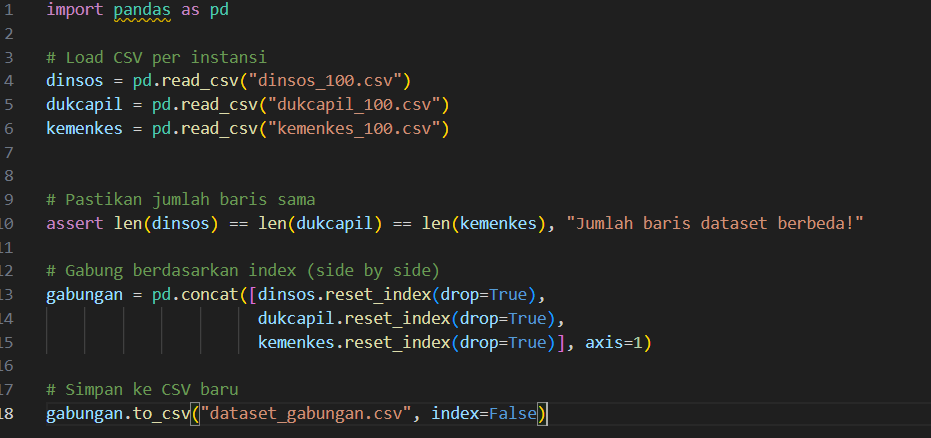 1 import pandas as pd
2
3 # Load CSV per instansi
4 dinsos = pd.read_csv("dinsos_100.csv")
5 dukcapil = pd.read_csv("dukcapil_100.csv")
6 kemenkes = pd.read_csv("kemenkes_100.csv")
7
8
9 # Pastikan jumlah baris sama
10 assert len(dinsos) == len(dukcapil) == len(kemenkes), "Jumlah baris dataset berbeda!"
11
12 # Gabung berdasarkan index (side by side)
13 gabungan = pd.concat([dinsos.reset_index(drop=True),
14 dukcapil.reset_index(drop=True),
15 kemenkes.reset_index(drop=True)], axis=1)
16
17 # Simpan ke CSV baru
18 gabungan.to_csv("dataset_gabungan.csv", index=False)